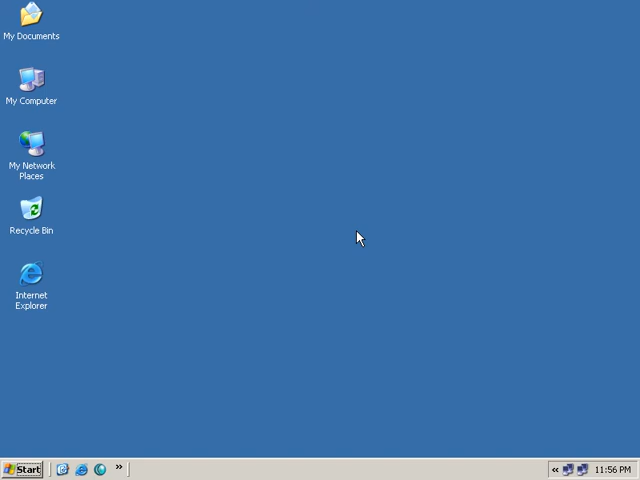 My Documents
My Computer
My Network
Places
Recycle Bin
Internet
Explorer
Start
11:56 PM